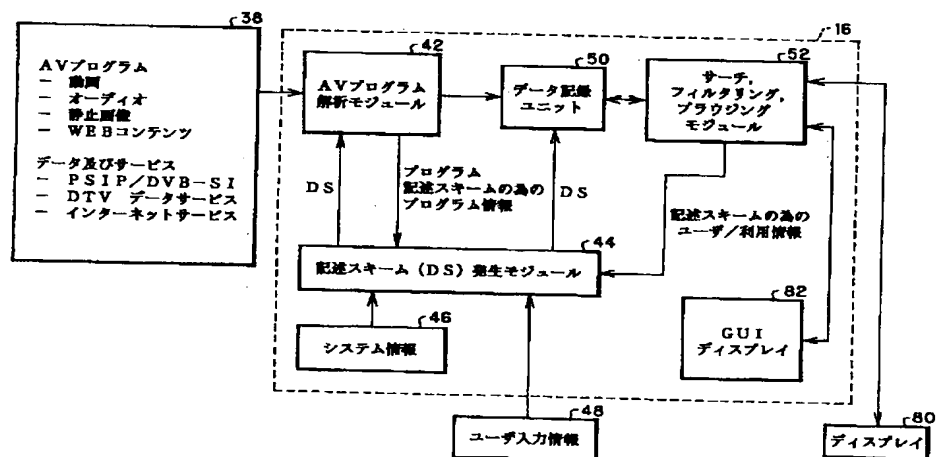 38
AVプログラム
― 動画
― オーディオ
―静止画像
― WEBコンテンツ
データ及びサービス
― PSIP/DVB-SI
― DTV データサービス
― インターネットサービス
16
42
AVプログラム
解析モジュール
50
データ記録
ユニット
52
サーチ,
フィルタリング,
ブラウジング
モジュール
DS
プログラム
記述スキームの為の
プログラム情報
DS
記述スキームの為の
ユーザ/利用情報
44
記述スキーム(DS)発生モジュール
46
システム情報
82
GUI
ディスプレイ
48
ユーザ入力情報
80
ディスプレイ